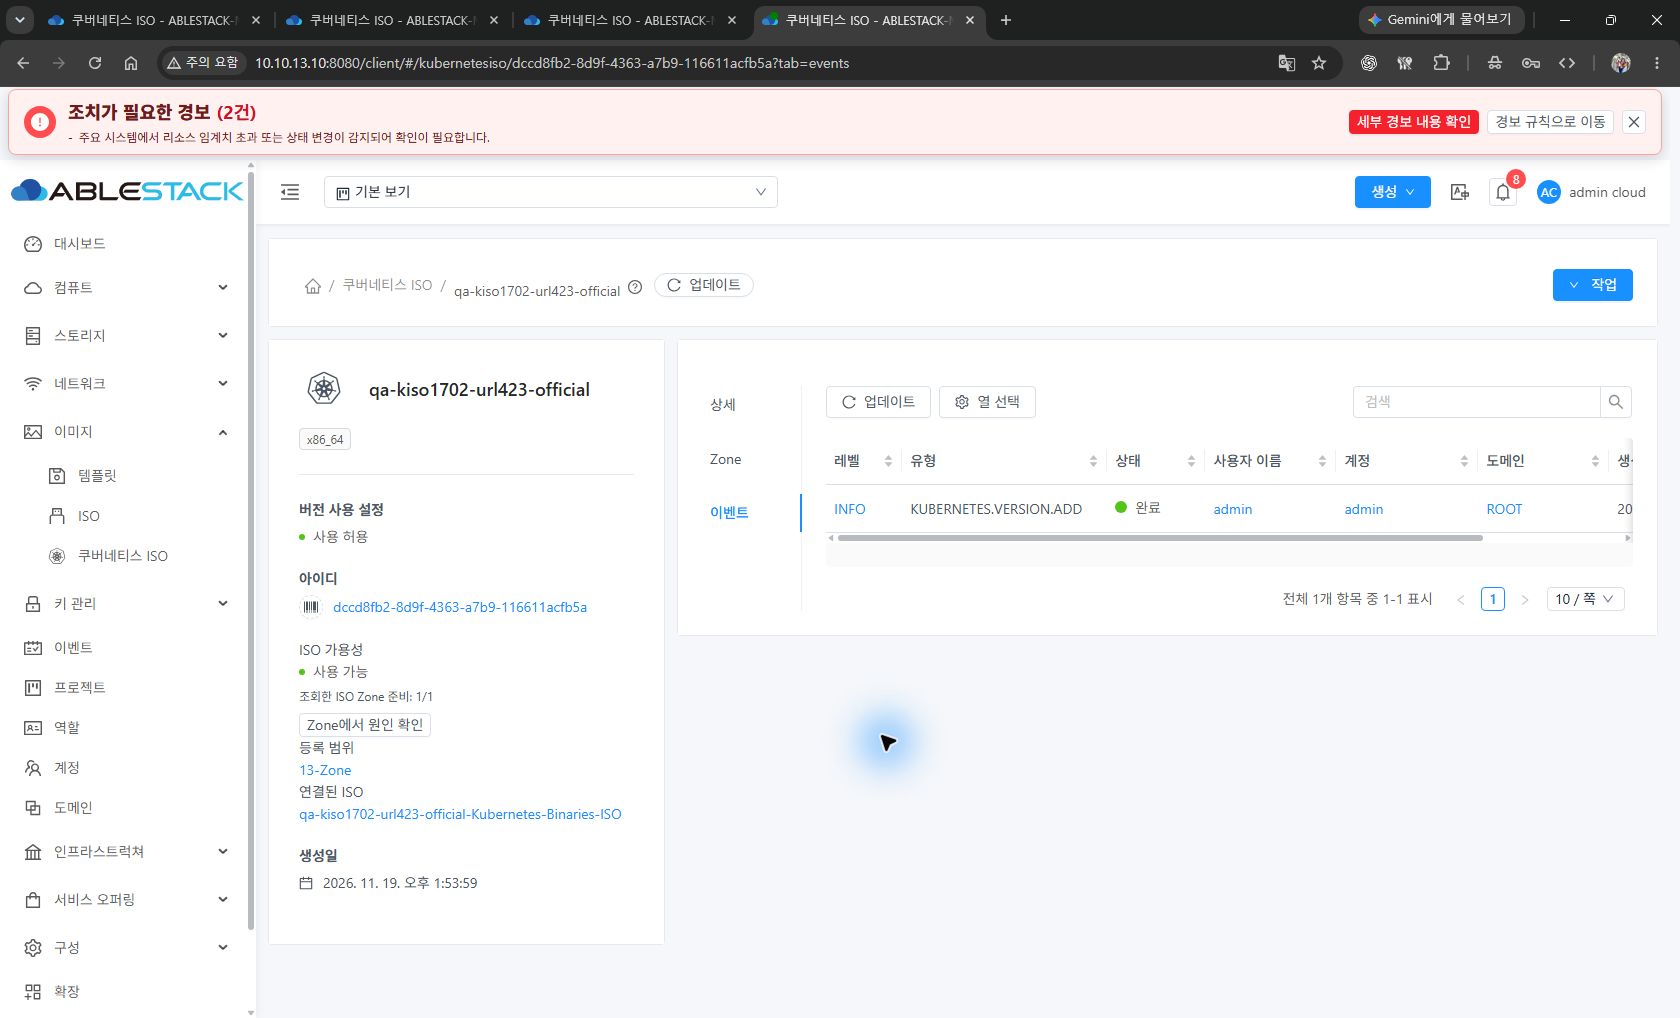 쿠버네티스 ISO - ABLESTACK-
쿠버네티스 ISO - ABLESTACK-
쿠버네티스 ISO - ABLESTACK-
쿠버네티스 ISO - ABLESTACK-
Gemini에게 물어보기
주의 요함
10.10.13.10:8080/client/#/kubernetesiso/dccd8fb2-8d9f-4363-a7b9-116611acfb5a?tab=events
조치가 필요한 경보 (2건)
- 주요 시스템에서 리소스 임계치 초과 또는 상태 변경이 감지되어 확인이 필요합니다.
세부 경보 내용 확인
경보 규칙으로 이동
ABLESTACK
기본 보기
생성
8
AC
admin cloud
대시보드
컴퓨트
스토리지
네트워크
이미지
템플릿
ISO
쿠버네티스 ISO
키 관리
이벤트
프로젝트
역할
계정
도메인
인프라스트럭쳐
서비스 오퍼링
구성
확장
/ 쿠버네티스 ISO / qa-kiso1702-url423-official
업데이트
작업
qa-kiso1702-url423-official
x86_64
버전 사용 설정
사용 허용
아이디
dccd8fb2-8d9f-4363-a7b9-116611acfb5a
ISO 가용성
사용 가능
조회한 ISO Zone 준비: 1/1
Zone에서 원인 확인
등록 범위
13-Zone
연결된 ISO
qa-kiso1702-url423-official-Kubernetes-Binaries-ISO
생성일
2026. 11. 19. 오후 1:53:59
상세
Zone
이벤트
업데이트
열 선택
검색
레벨 유형 상태 사용자 이름 계정 도메인 생
INFO KUBERNETES.VERSION.ADD 완료 admin admin ROOT 20
전체 1개 항목 중 1-1 표시
< 1 >
10 / 쪽